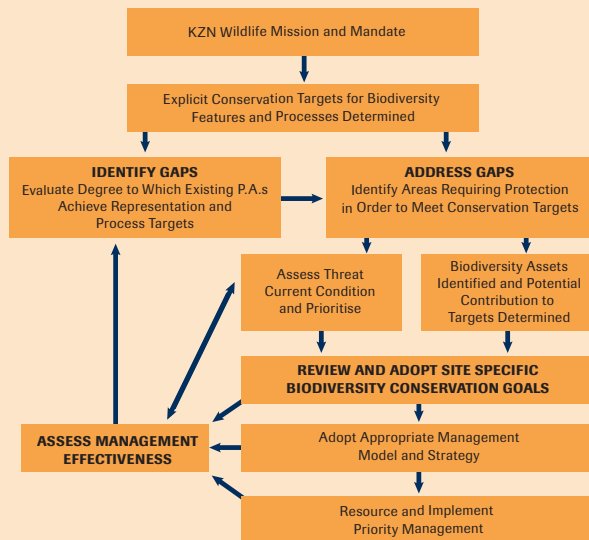 KZN Wildlife Mission and Mandate
Explicit Conservation Targets for Biodiversity
Features and Processes Determined
IDENTIFY GAPS
Evaluate Degree to Which Existing P.A.s
Achieve Representation and
Process Targets
ADDRESS GAPS
Identify Areas Requiring Protection
in Order to Meet Conservation Targets
Assess Threat
Current Condition
and Prioritise
Biodiversity Assets
Identified and Potential
Contribution to
Targets Determined
REVIEW AND ADOPT SITE SPECIFIC
BIODIVERSITY CONSERVATION GOALS
ASSESS MANAGEMENT
EFFECTIVENESS
Adopt Appropriate Management
Model and Strategy
Resource and Implement
Priority Management